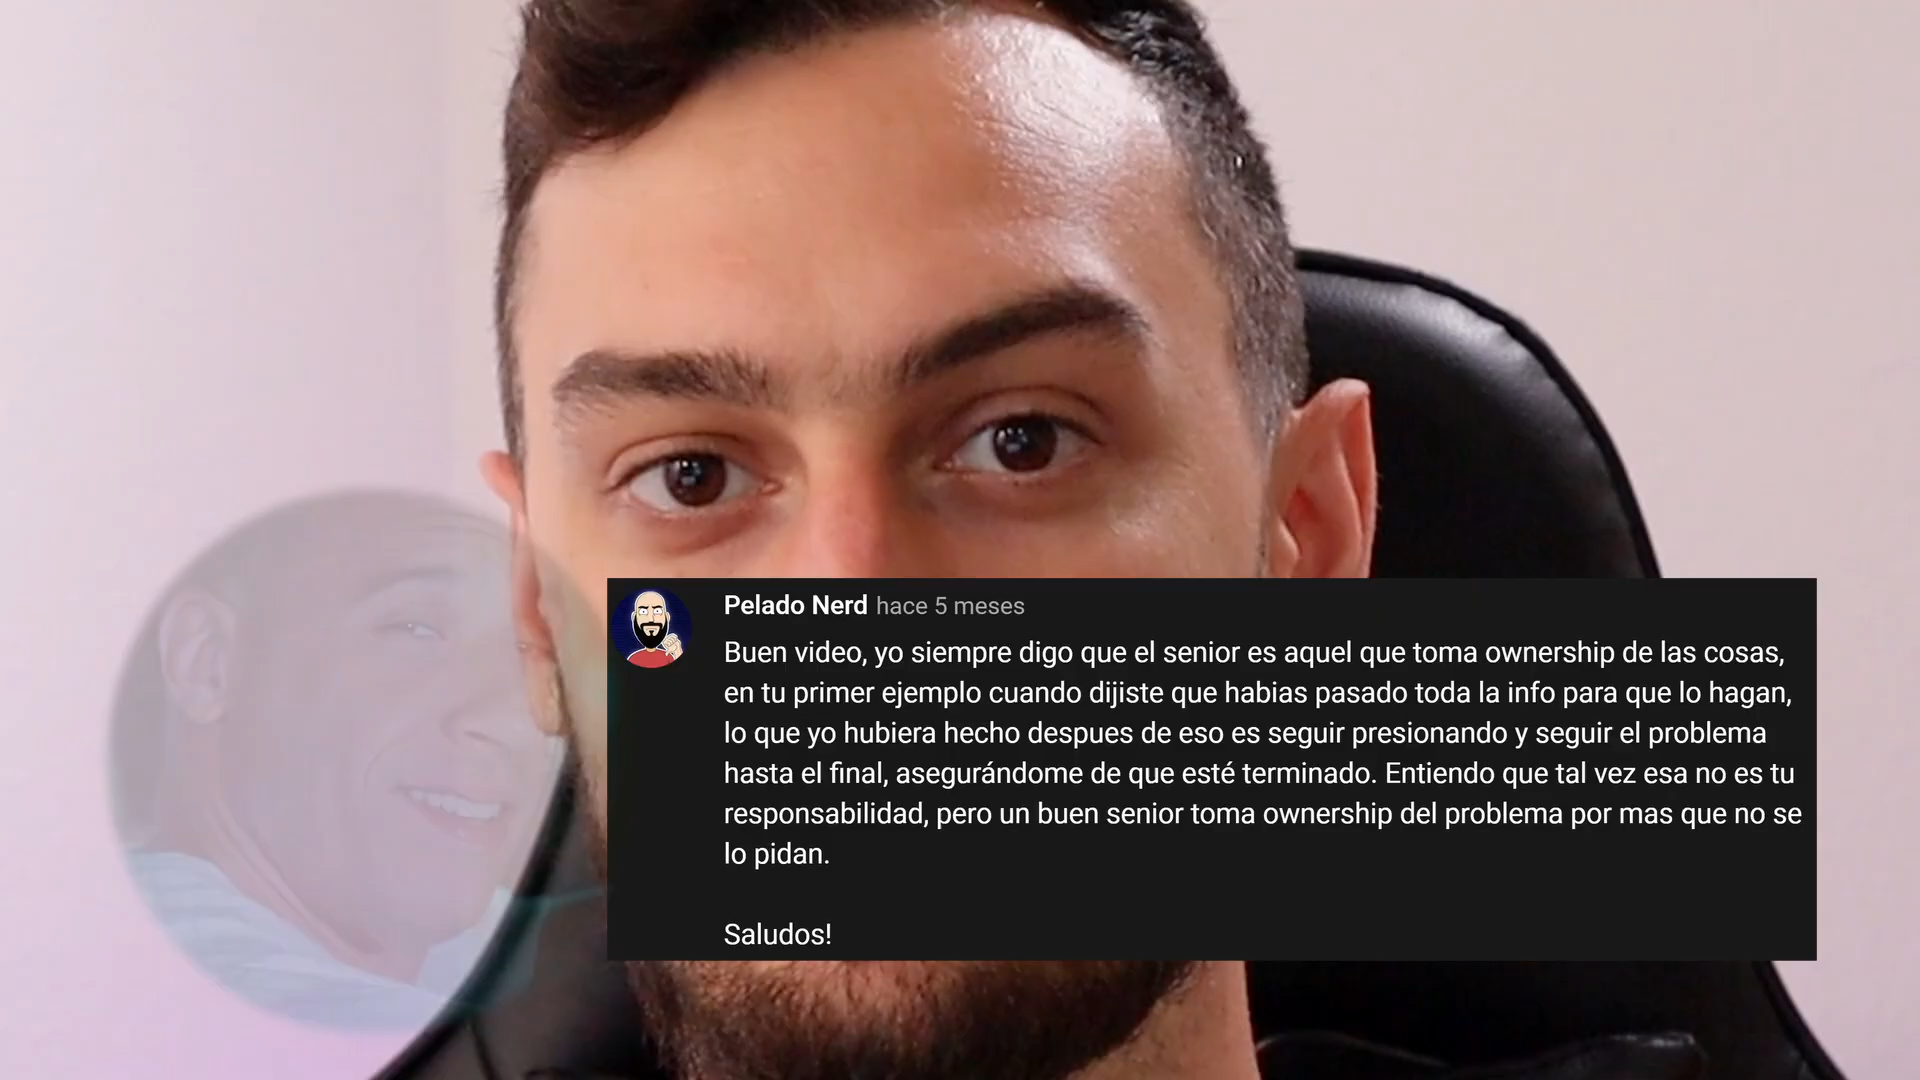 Pelado Nerd hace 5 meses
Buen video, yo siempre digo que el senior es aquel que toma ownership de las cosas,
en tu primer ejemplo cuando dijiste que habias pasado toda la info para que lo hagan,
lo que yo hubiera hecho despues de eso es seguir presionando y seguir el problema
hasta el final, asegurándome de que esté terminado. Entiendo que tal vez esa no es tu
responsabilidad, pero un buen senior toma ownership del problema por mas que no se
lo pidan.
Saludos!